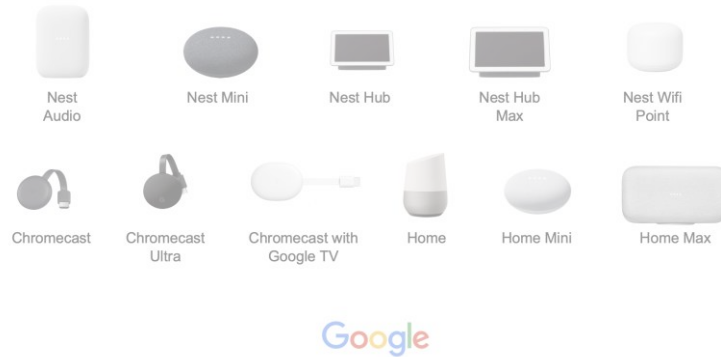 Nest Audio
Nest Mini
Nest Hub
Nest Hub Max
Nest Wifi Point
Chromecast
Chromecast Ultra
Chromecast with Google TV
Home
Home Mini
Home Max
Google